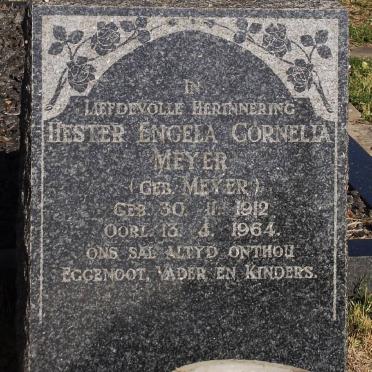 IN
LIEFDEVOLLE HERINNERING
HESTER ENGELA CORNELIA
MEYER
(GEB. MEYER)
GEB. 30. 11. 1912
OORL. 13. 4. 1964.
ONS SAL ALTYD ONTHOU
EGGENOOT, VADER EN KINDERS.